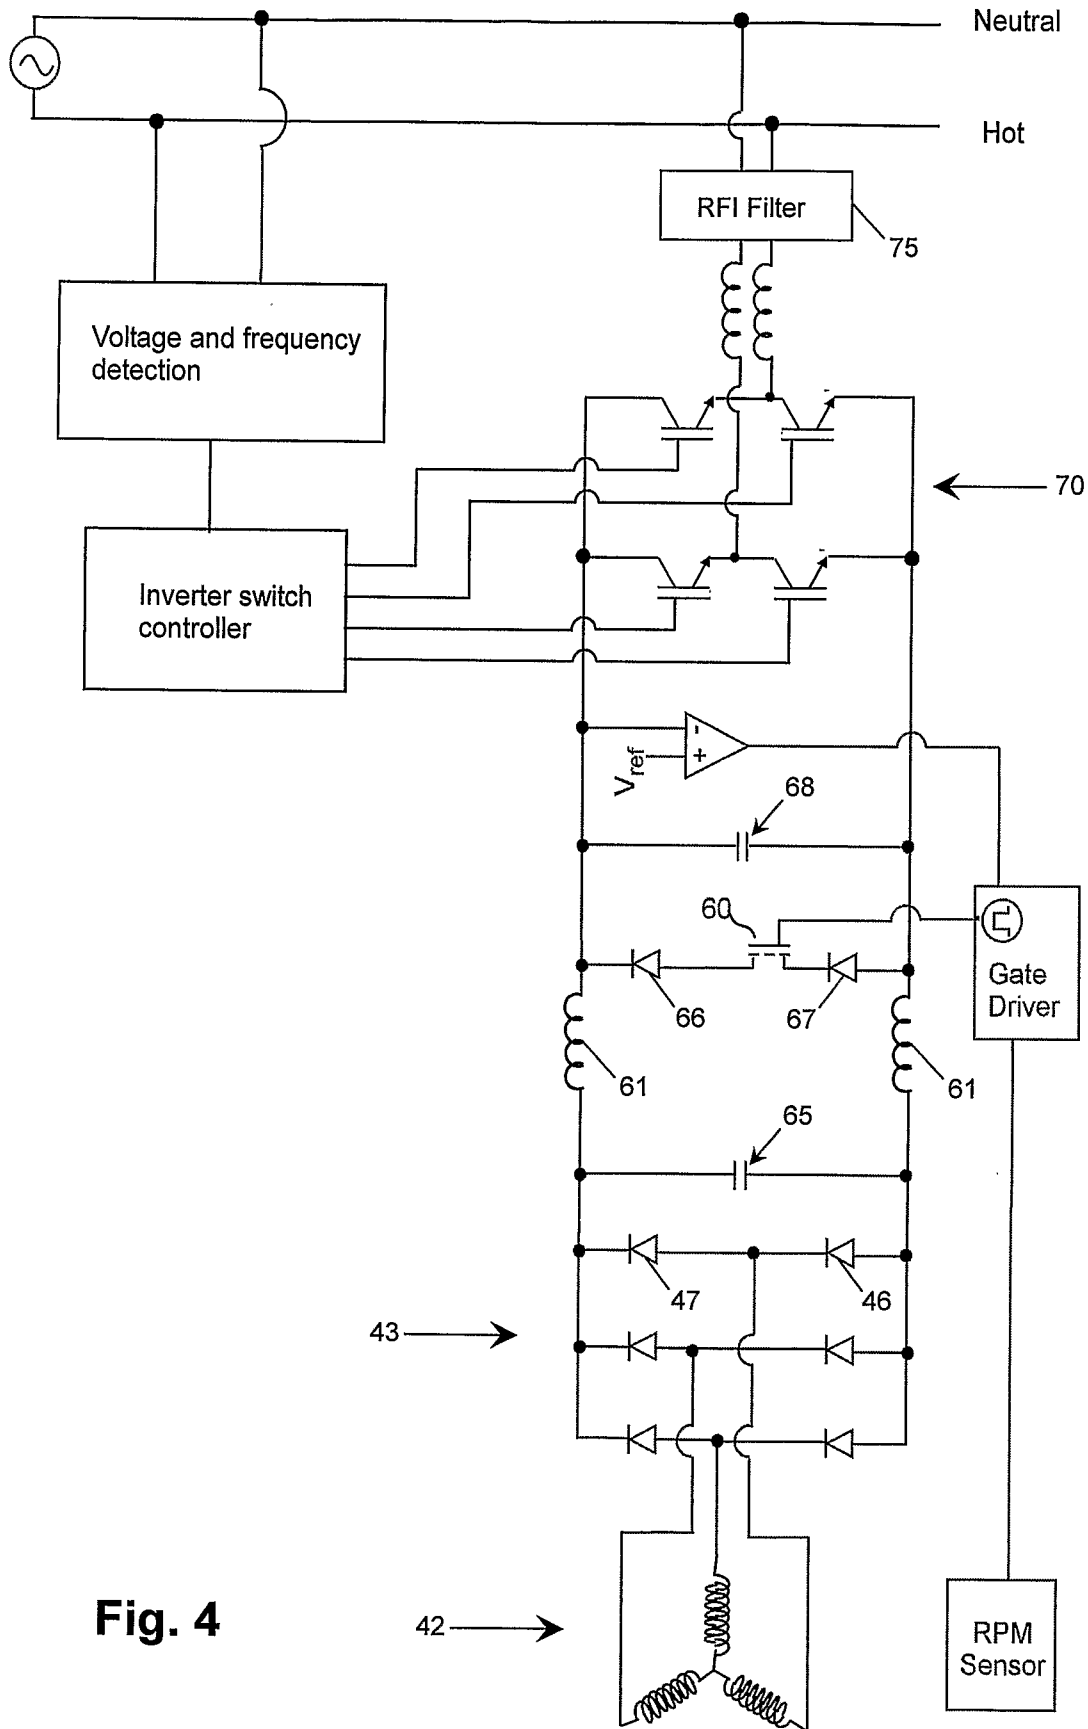 Neutral
Hot
RFI Filter
75
Voltage and frequency
detection
70
Inverter switch
controller
-
+
Vref
68
60
Gate
Driver
66
67
61
61
65
47
46
43
Fig. 4
42
RPM
Sensor